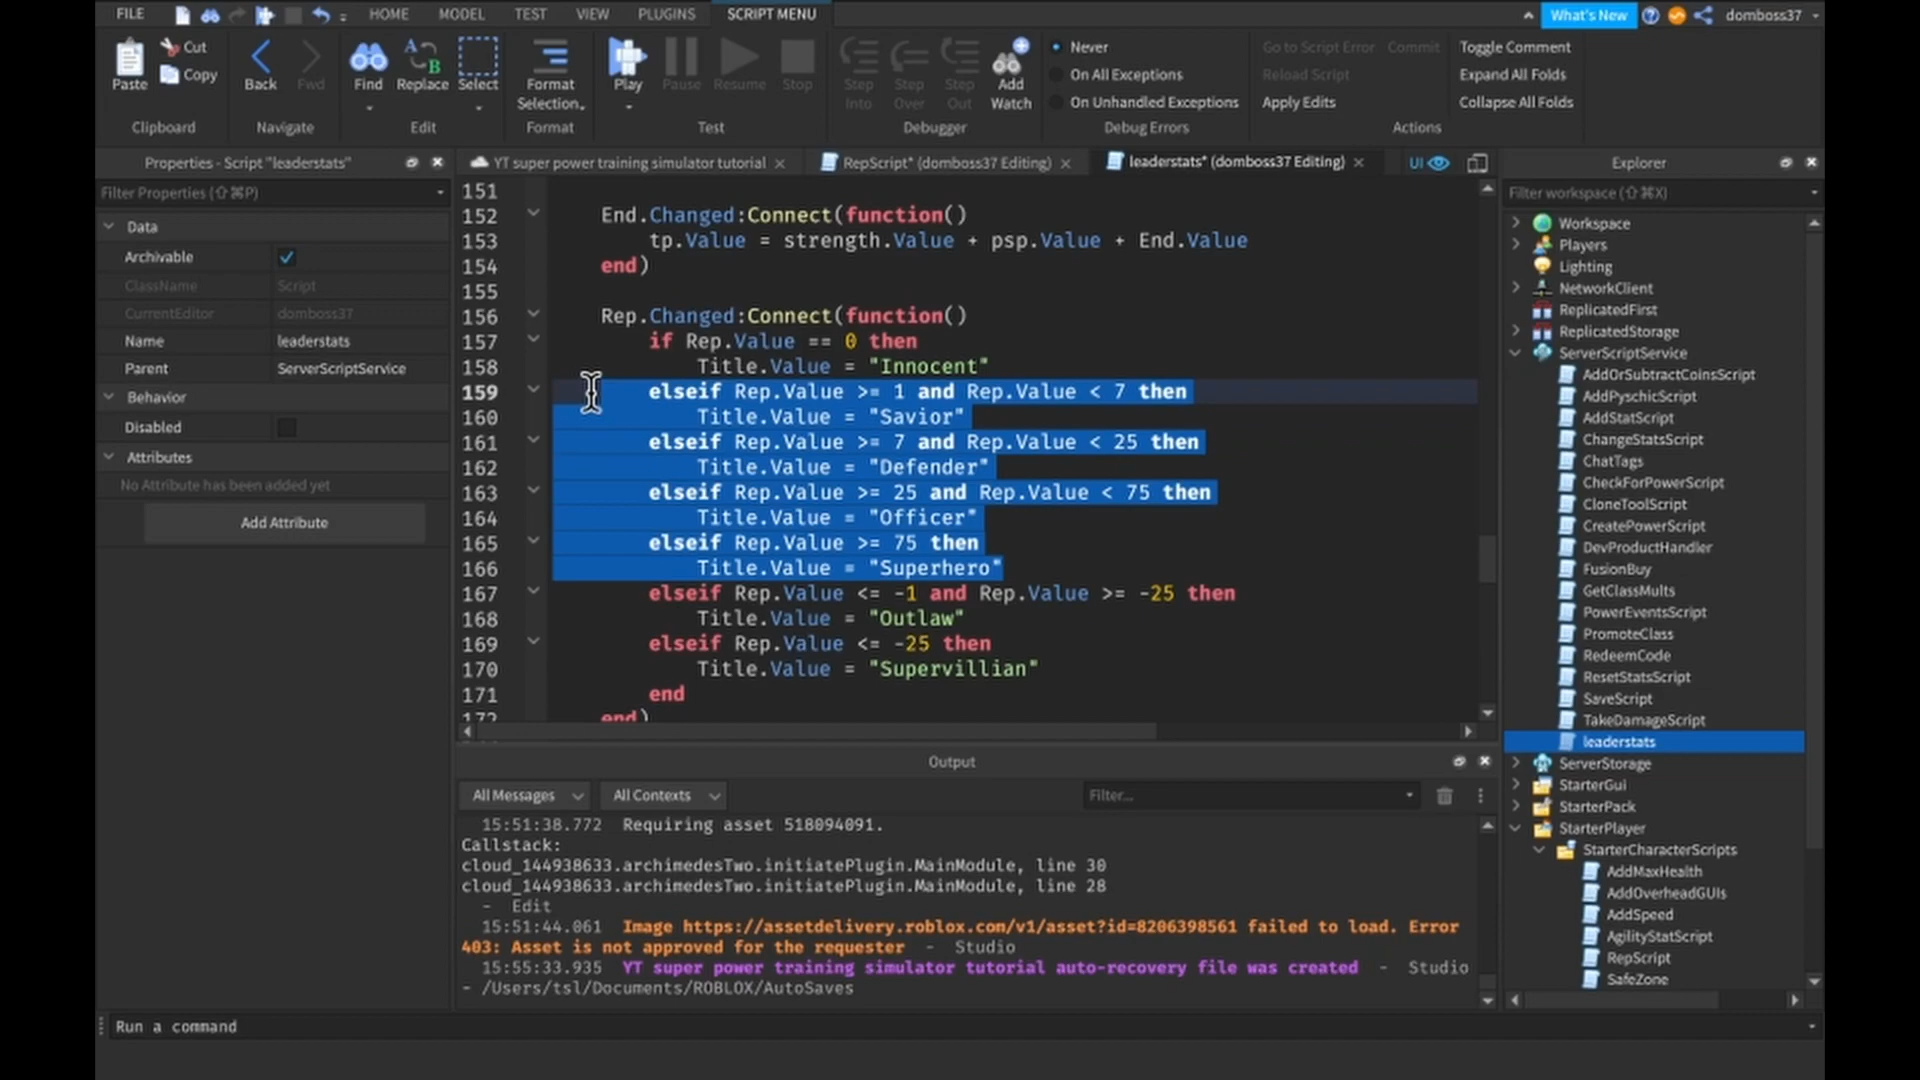 FILE HOME MODEL TEST VIEW PLUGINS SCRIPT MENU What's New domboss37
Paste Cut Copy
Back Fwd
Find Replace Select
Format Selection
Play Pause Resume Stop
Step Into Step Over Step Out Add Watch
Never
On All Exceptions
On Unhandled Exceptions
Go to Script Error Commit
Reload Script
Apply Edits
Toggle Comment
Expand All Folds
Collapse All Folds
Clipboard Navigate Edit Format Test Debugger Debug Errors Actions
Properties - Script "leaderstats"
Filter Properties (⇧⌘P)
Data
Archivable
ClassName Script
CurrentEditor domboss37
Name leaderstats
Parent ServerScriptService
Behavior
Disabled
Attributes
No Attribute has been added yet
Add Attribute
YT super power training simulator tutorial RepScript* (domboss37 Editing) leaderstats* (domboss37 Editing) UI
151
152 End.Changed:Connect(function()
153 tp.Value = strength.Value + psp.Value + End.Value
154 end)
155
156 Rep.Changed:Connect(function()
157 if Rep.Value == 0 then
158 Title.Value = "Innocent"
159 elseif Rep.Value >= 1 and Rep.Value < 7 then
160 Title.Value = "Savior"
161 elseif Rep.Value >= 7 and Rep.Value < 25 then
162 Title.Value = "Defender"
163 elseif Rep.Value >= 25 and Rep.Value < 75 then
164 Title.Value = "Officer"
165 elseif Rep.Value >= 75 then
166 Title.Value = "Superhero"
167 elseif Rep.Value <= -1 and Rep.Value >= -25 then
168 Title.Value = "Outlaw"
169 elseif Rep.Value <= -25 then
170 Title.Value = "Supervillian"
171 end
172 end)
Output
All Messages All Contexts Filter...
15:51:38.772 Requiring asset 518094091.
Callstack:
cloud_144938633.archimedesTwo.initiatePlugin.MainModule, line 30
cloud_144938633.archimedesTwo.initiatePlugin.MainModule, line 28
- Edit
15:51:44.061 Image https://assetdelivery.roblox.com/v1/asset?id=8206398561 failed to load. Error
403: Asset is not approved for the requester - Studio
15:55:33.935 YT super power training simulator tutorial auto-recovery file was created - Studio
- /Users/tsl/Documents/ROBLOX/AutoSaves
Explorer
Filter workspace (⇧⌘X)
Workspace
Players
Lighting
NetworkClient
ReplicatedFirst
ReplicatedStorage
ServerScriptService
AddOrSubtractCoinsScript
AddPyschicScript
AddStatScript
ChangeStatsScript
ChatTags
CheckForPowerScript
CloneToolScript
CreatePowerScript
DevProductHandler
FusionBuy
GetClassMults
PowerEventsScript
PromoteClass
RedeemCode
ResetStatsScript
SaveScript
TakeDamageScript
leaderstats
ServerStorage
StarterGui
StarterPack
StarterPlayer
StarterCharacterScripts
AddMaxHealth
AddOverheadGUIs
AddSpeed
AgilityStatScript
RepScript
SafeZone
Run a command